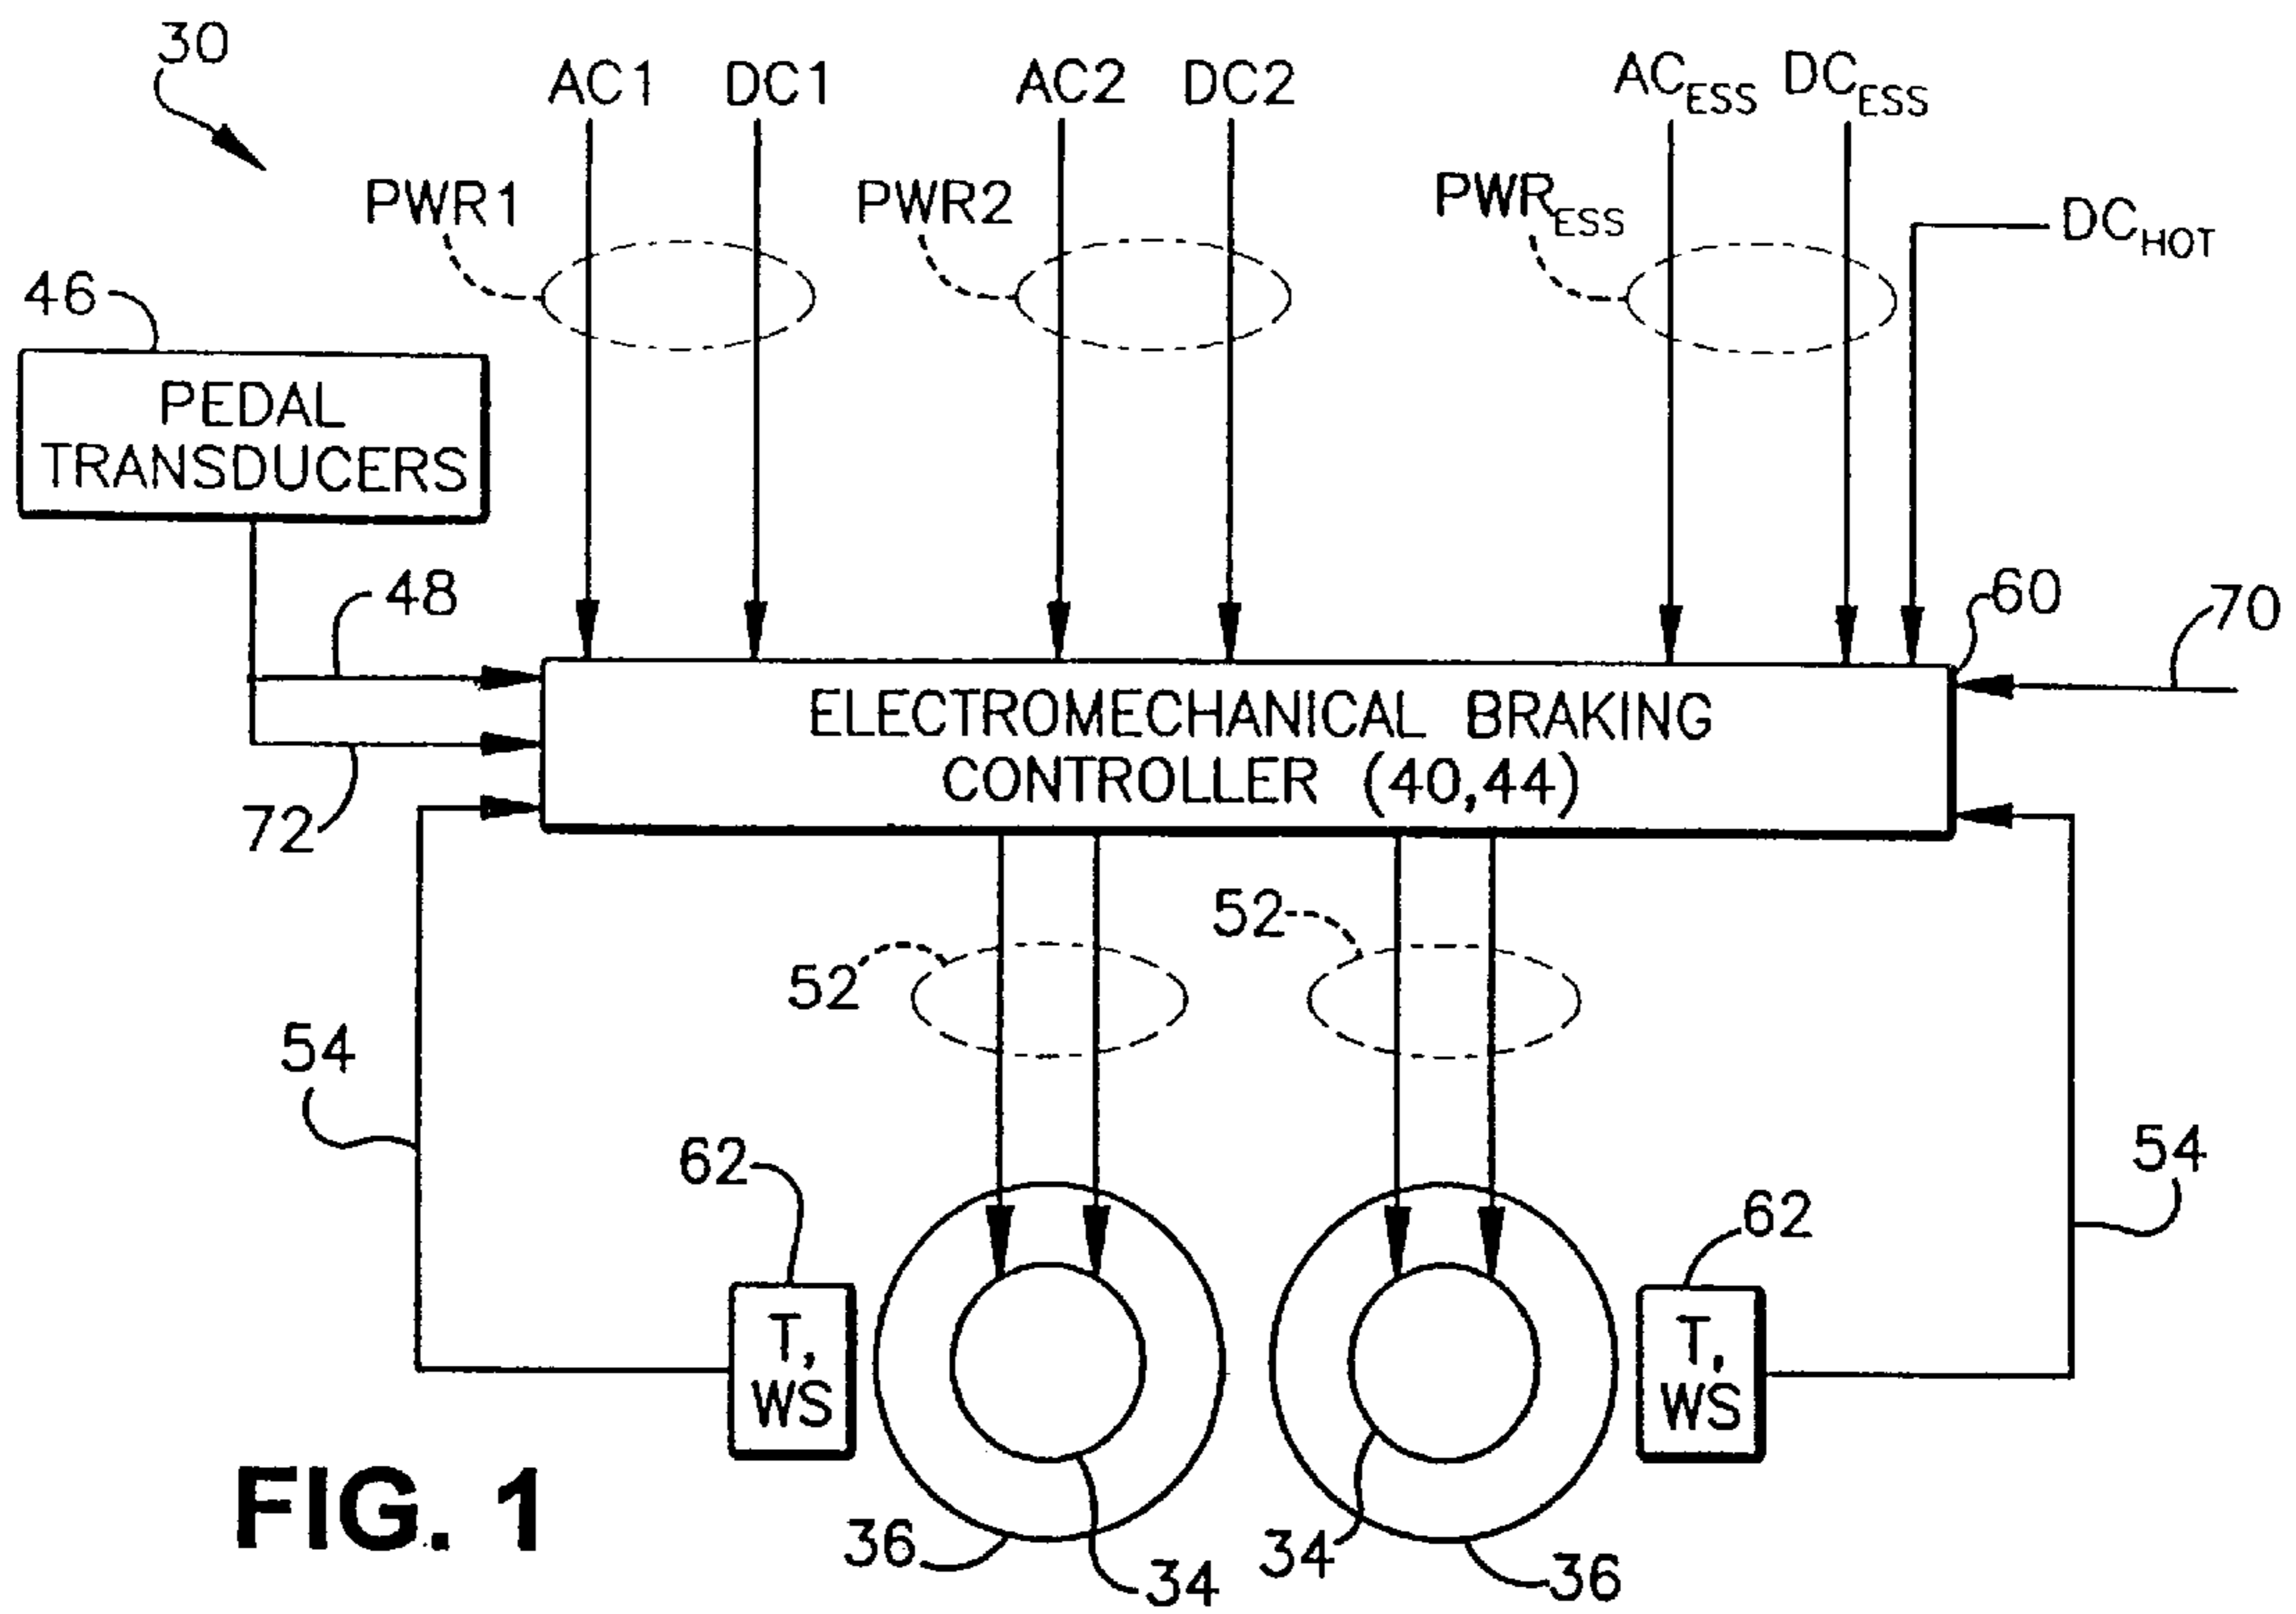 30
AC1 DC1 AC2 DC2 ACESS DCESS
PWR1 PWR2 PWRESS DCHOT
46
PEDAL
TRANSDUCERS
48 60 70
ELECTROMECHANICAL BRAKING
CONTROLLER (40,44)
72
52 52
54 54
62 62
T,
WS
T,
WS
36 34 34 36
FIG. 1